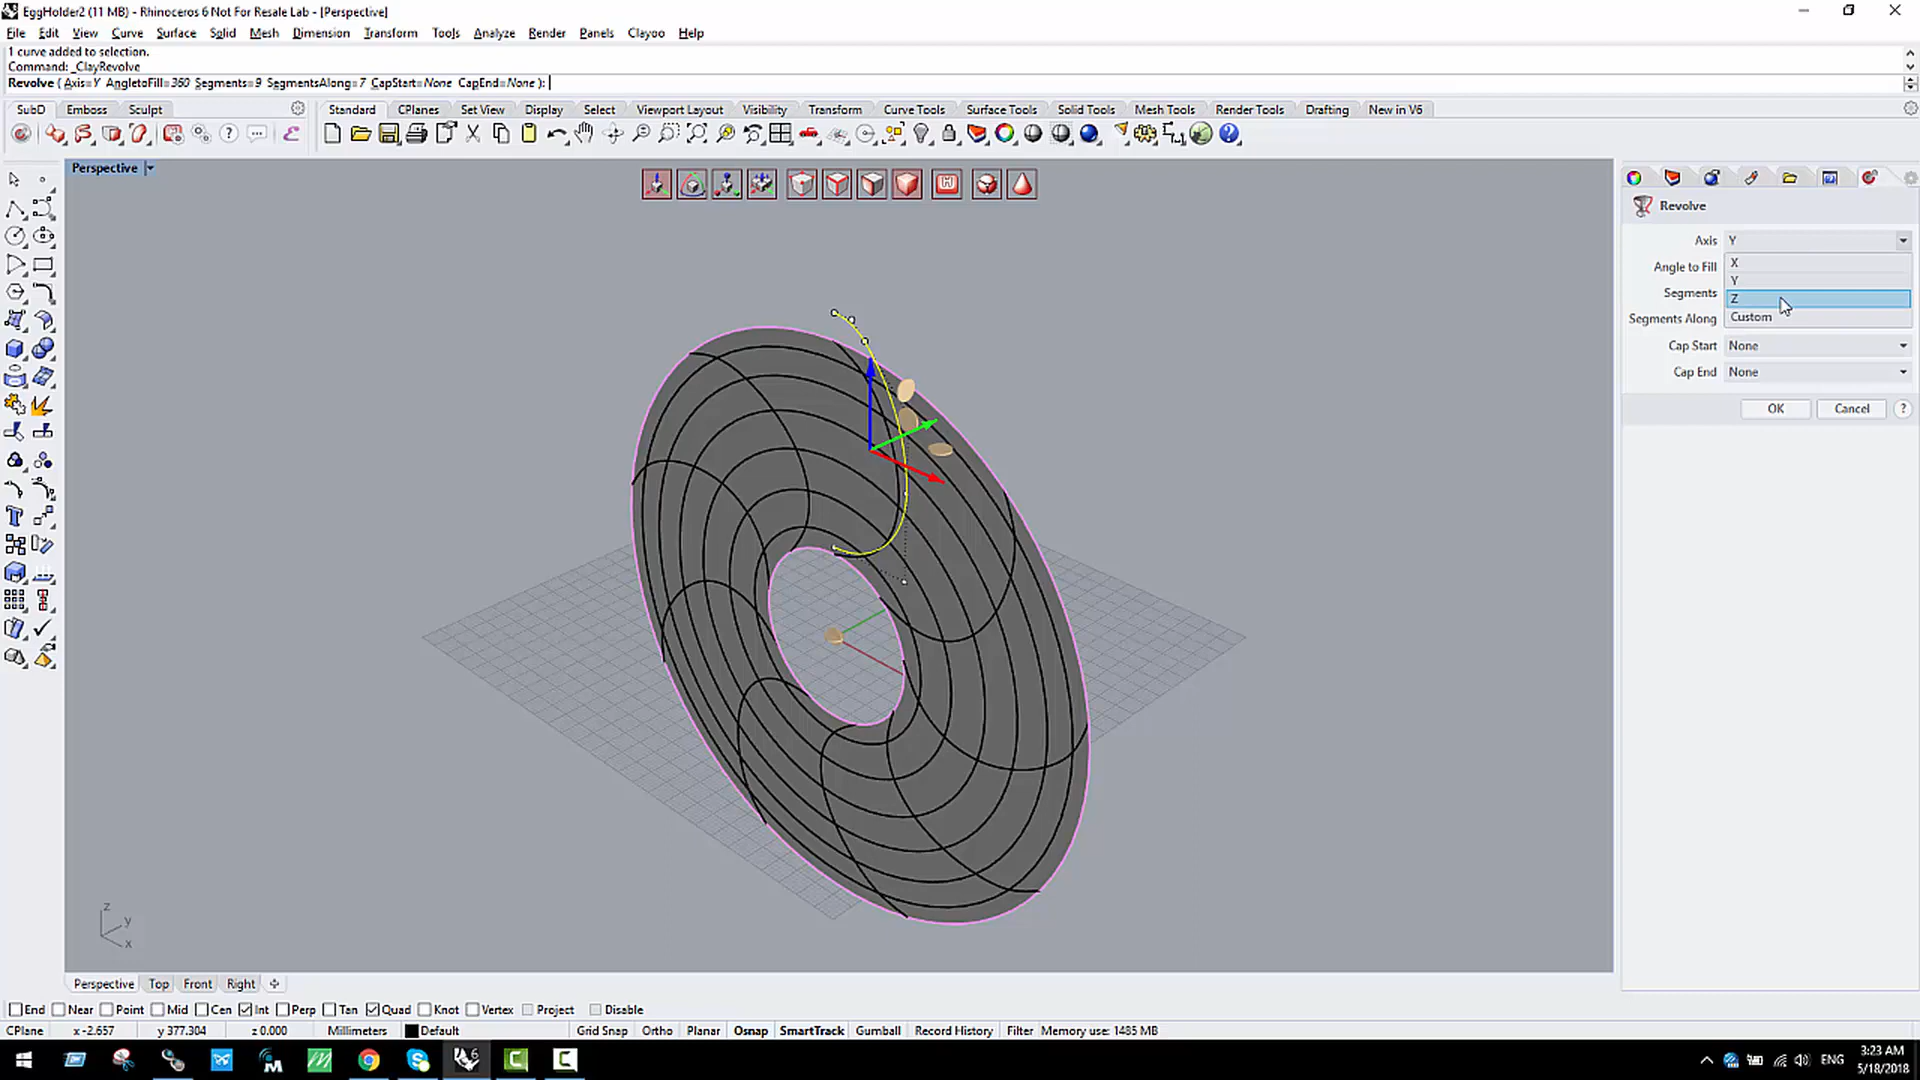 EggHolder2 (11 MB) - Rhinoceros 6 Not For Resale Lab - [Perspective]
File Edit View Curve Surface Solid Mesh Dimension Transform Tools Analyze Render Panels Clayoo Help
1 curve added to selection.
Command: _ClayRevolve
Revolve ( Axis=Y AngletoFill=360 Segments=9 SegmentsAlong=7 CapStart=None CapEnd=None ):
SubD Emboss Sculpt Standard CPlanes Set View Display Select Viewport Layout Visibility Transform Curve Tools Surface Tools Solid Tools Mesh Tools Render Tools Drafting New in V6
Perspective
Revolve
Axis Y
X
Angle to Fill
Y
Segments
Z
Segments Along
Custom
Cap Start None
Cap End None
OK Cancel ?
z
y
x
Perspective Top Front Right
End Near Point Mid Cen Int Perp Tan Quad Knot Vertex Project Disable
CPlane x -2.657 y 377.304 z 0.000 Millimeters Default Grid Snap Ortho Planar Osnap SmartTrack Gumball Record History Filter Memory use: 1485 MB
ENG
3:23 AM
5/18/2018